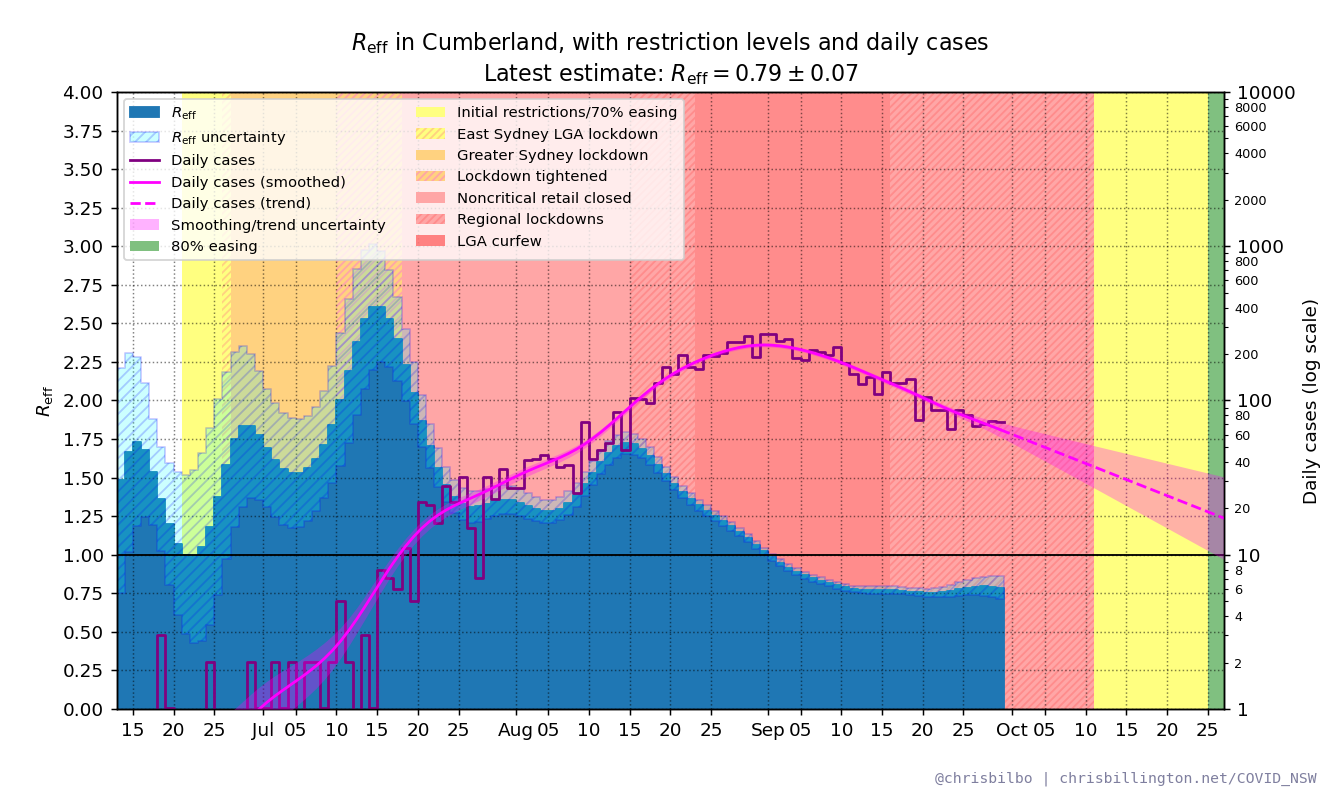 Reff in Cumberland, with restriction levels and daily cases
Latest estimate: Reff = 0.79 ± 0.07
Reff
Reff uncertainty
Daily cases
Daily cases (smoothed)
Daily cases (trend)
Smoothing/trend uncertainty
80% easing
Initial restrictions/70% easing
East Sydney LGA lockdown
Greater Sydney lockdown
Lockdown tightened
Noncritical retail closed
Regional lockdowns
LGA curfew
Reff
4.00
3.75
3.50
3.25
3.00
2.75
2.50
2.25
2.00
1.75
1.50
1.25
1.00
0.75
0.50
0.25
0.00
10000
8000
6000
4000
2000
1000
800
600
400
200
100
80
60
40
20
10
8
6
4
2
1
Daily cases (log scale)
15 20 25 Jul 05 10 15 20 25 Aug 05 10 15 20 25 Sep 05 10 15 20 25 Oct 05 10 15 20 25
@chrisbilbo | chrisbillington.net/COVID_NSW